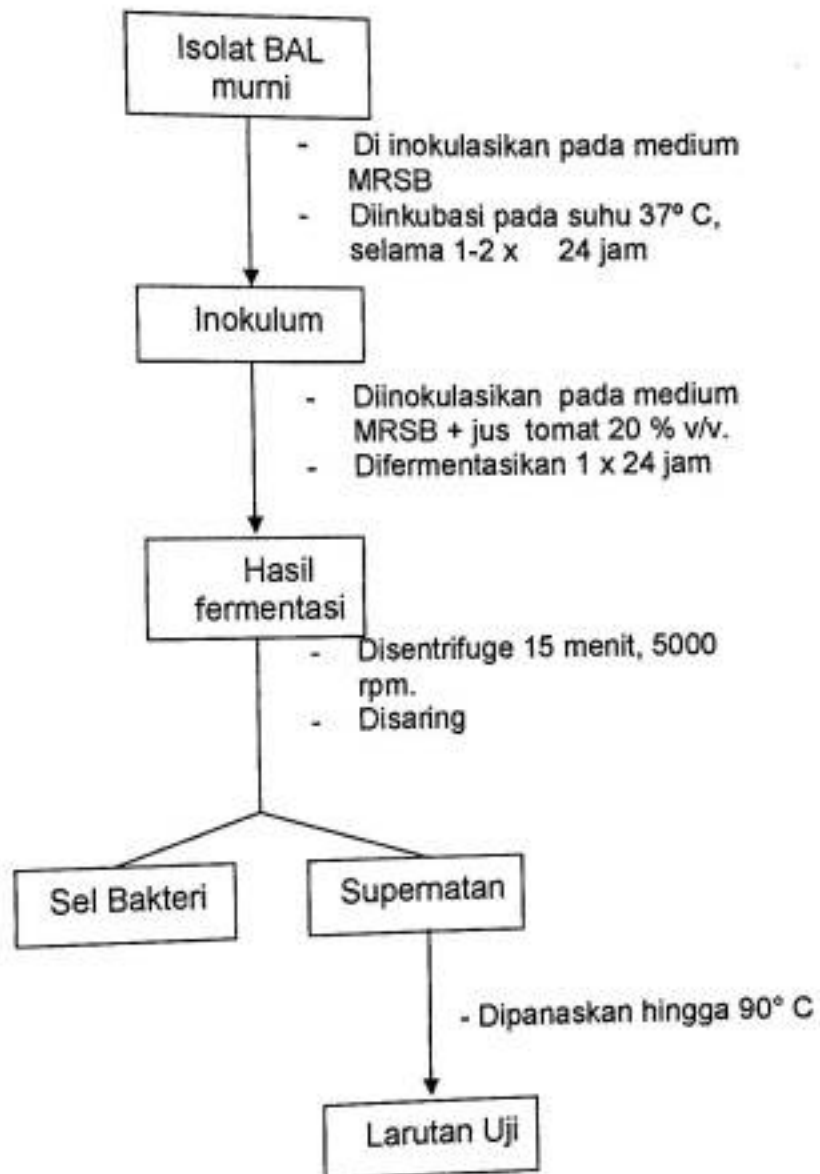 Isolat BAL
murni
- Di inokulasikan pada medium
MRSB
- Diinkubasi pada suhu 37º C,
selama 1-2 x 24 jam
Inokulum
- Diinokulasikan pada medium
MRSB + jus tomat 20 % v/v.
- Difermentasikan 1 x 24 jam
Hasil
fermentasi
- Disentrifuge 15 menit, 5000
rpm.
- Disaring
Sel Bakteri
Supernatan
- Dipanaskan hingga 90° C
Larutan Uji